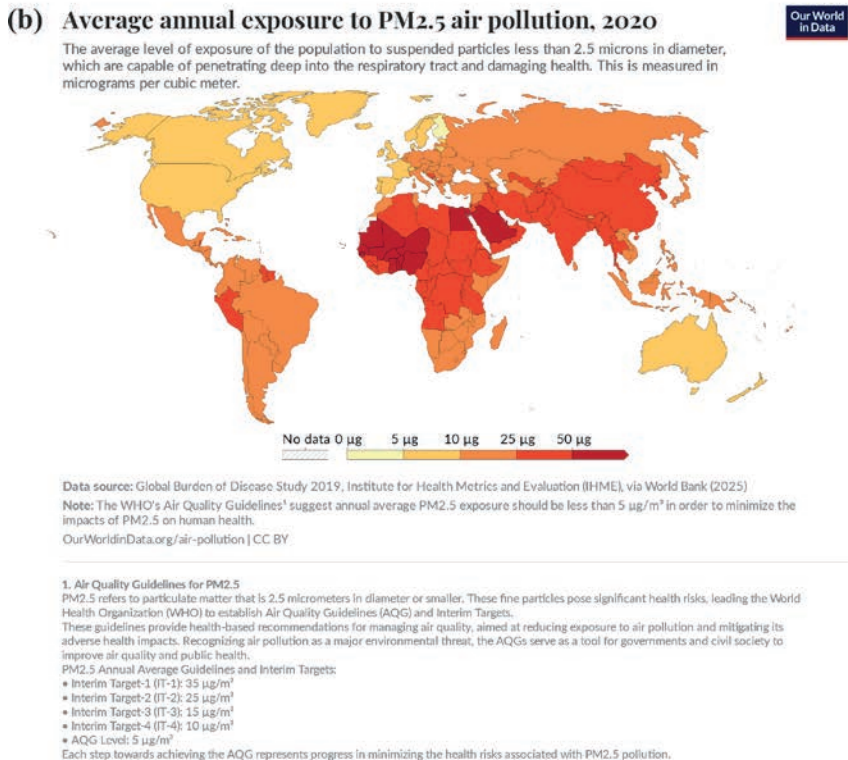 (b) Average annual exposure to PM2.5 air pollution, 2020
Our World
in Data
The average level of exposure of the population to suspended particles less than 2.5 microns in diameter,
which are capable of penetrating deep into the respiratory tract and damaging health. This is measured in
micrograms per cubic meter.
No data 0 µg 5 µg 10 µg 25 µg 50 µg
Data source: Global Burden of Disease Study 2019, Institute for Health Metrics and Evaluation (IHME), via World Bank (2025)
Note: The WHO's Air Quality Guidelines¹ suggest annual average PM2.5 exposure should be less than 5 µg/m³ in order to minimize the
impacts of PM2.5 on human health.
OurWorldinData.org/air-pollution | CC BY
1. Air Quality Guidelines for PM2.5
PM2.5 refers to particulate matter that is 2.5 micrometers in diameter or smaller. These fine particles pose significant health risks, leading the World
Health Organization (WHO) to establish Air Quality Guidelines (AQG) and Interim Targets.
These guidelines provide health-based recommendations for managing air quality, aimed at reducing exposure to air pollution and mitigating its
adverse health impacts. Recognizing air pollution as a major environmental threat, the AQGs serve as a tool for governments and civil society to
improve air quality and public health.
PM2.5 Annual Average Guidelines and Interim Targets:
• Interim Target-1 (IT-1): 35 µg/m³
• Interim Target-2 (IT-2): 25 µg/m³
• Interim Target-3 (IT-3): 15 µg/m³
• Interim Target-4 (IT-4): 10 µg/m³
• AQG Level: 5 µg/m³
Each step towards achieving the AQG represents progress in minimizing the health risks associated with PM2.5 pollution.